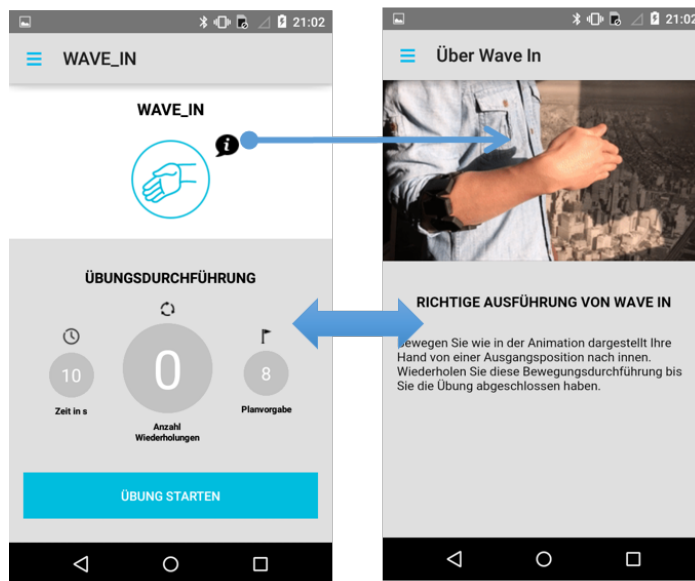 21:02
WAVE_IN
WAVE_IN
i
ÜBUNGSDURCHFÜHRUNG
10
0
8
Zeit in s
Anzahl
Wiederholungen
Planvorgabe
ÜBUNG STARTEN
21:02
Über Wave In
RICHTIGE AUSFÜHRUNG VON WAVE IN
Bewegen Sie wie in der Animation dargestellt Ihre
Hand von einer Ausgangsposition nach innen.
Wiederholen Sie diese Bewegungsdurchführung bis
Sie die Übung abgeschlossen haben.